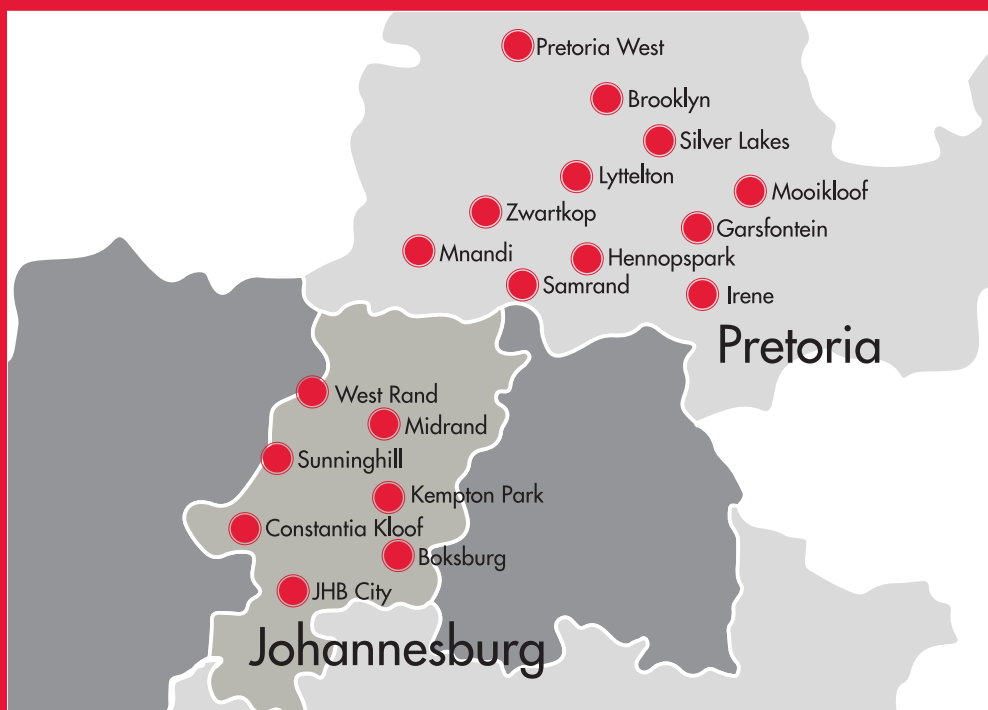 Pretoria West
Brooklyn
Silver Lakes
Lyttelton
Mooikloof
Zwartkop
Garsfontein
Mnandi
Hennopspark
Samrand
Irene
Pretoria
West Rand
Midrand
Sunninghill
Kempton Park
Constantia Kloof
Boksburg
JHB City
Johannesburg